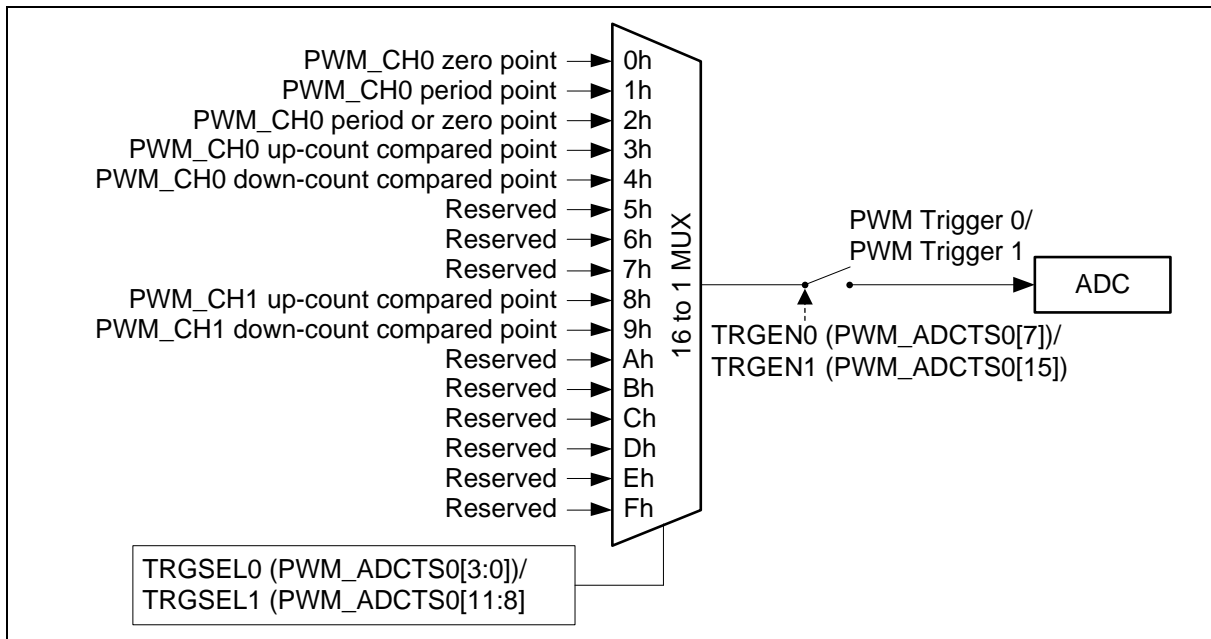 PWM_CH0 zero point 0h
PWM_CH0 period point 1h
PWM_CH0 period or zero point 2h
PWM_CH0 up-count compared point 3h
PWM_CH0 down-count compared point 4h
Reserved 5h
Reserved 6h
Reserved 7h
PWM_CH1 up-count compared point 8h
PWM_CH1 down-count compared point 9h
Reserved Ah
Reserved Bh
Reserved Ch
Reserved Dh
Reserved Eh
Reserved Fh
16 to 1 MUX
PWM Trigger 0/
PWM Trigger 1
ADC
TRGEN0 (PWM_ADCTS0[7])/
TRGEN1 (PWM_ADCTS0[15])
TRGSEL0 (PWM_ADCTS0[3:0])/
TRGSEL1 (PWM_ADCTS0[11:8]